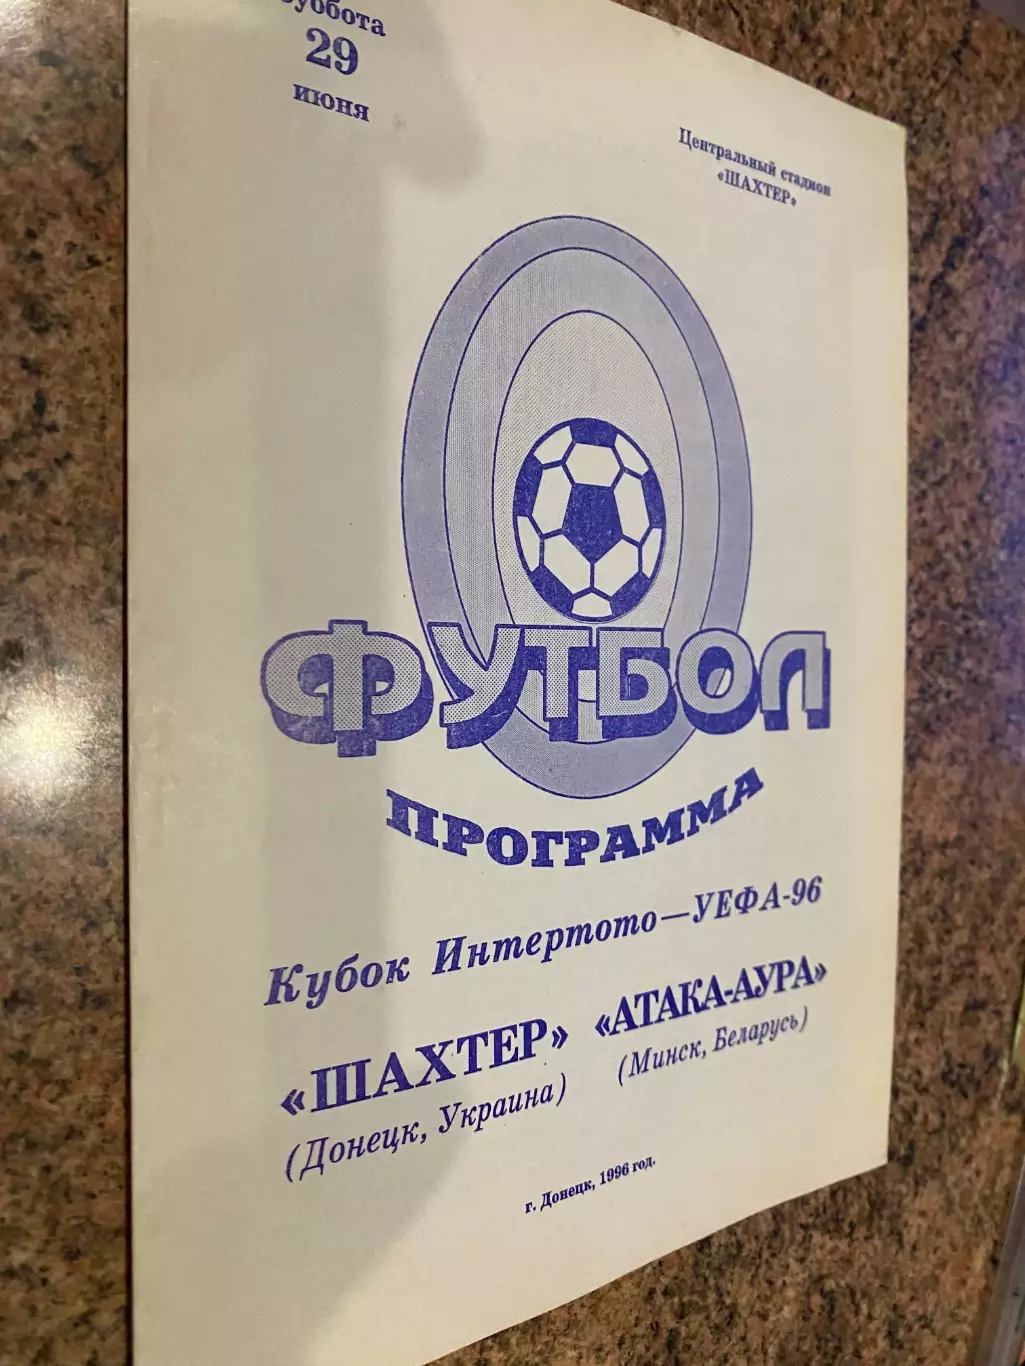 суббота
29
июня
Центральный стадион
«ШАХТЕР»
ФУТБОЛ
ПРОГРАММА
Кубок Интертото—УЕФА-96
«ШАХТЕР» «АТАКА-АУРА»
(Донецк, Украина) (Минск, Беларусь)
г. Донецк, 1996 год.